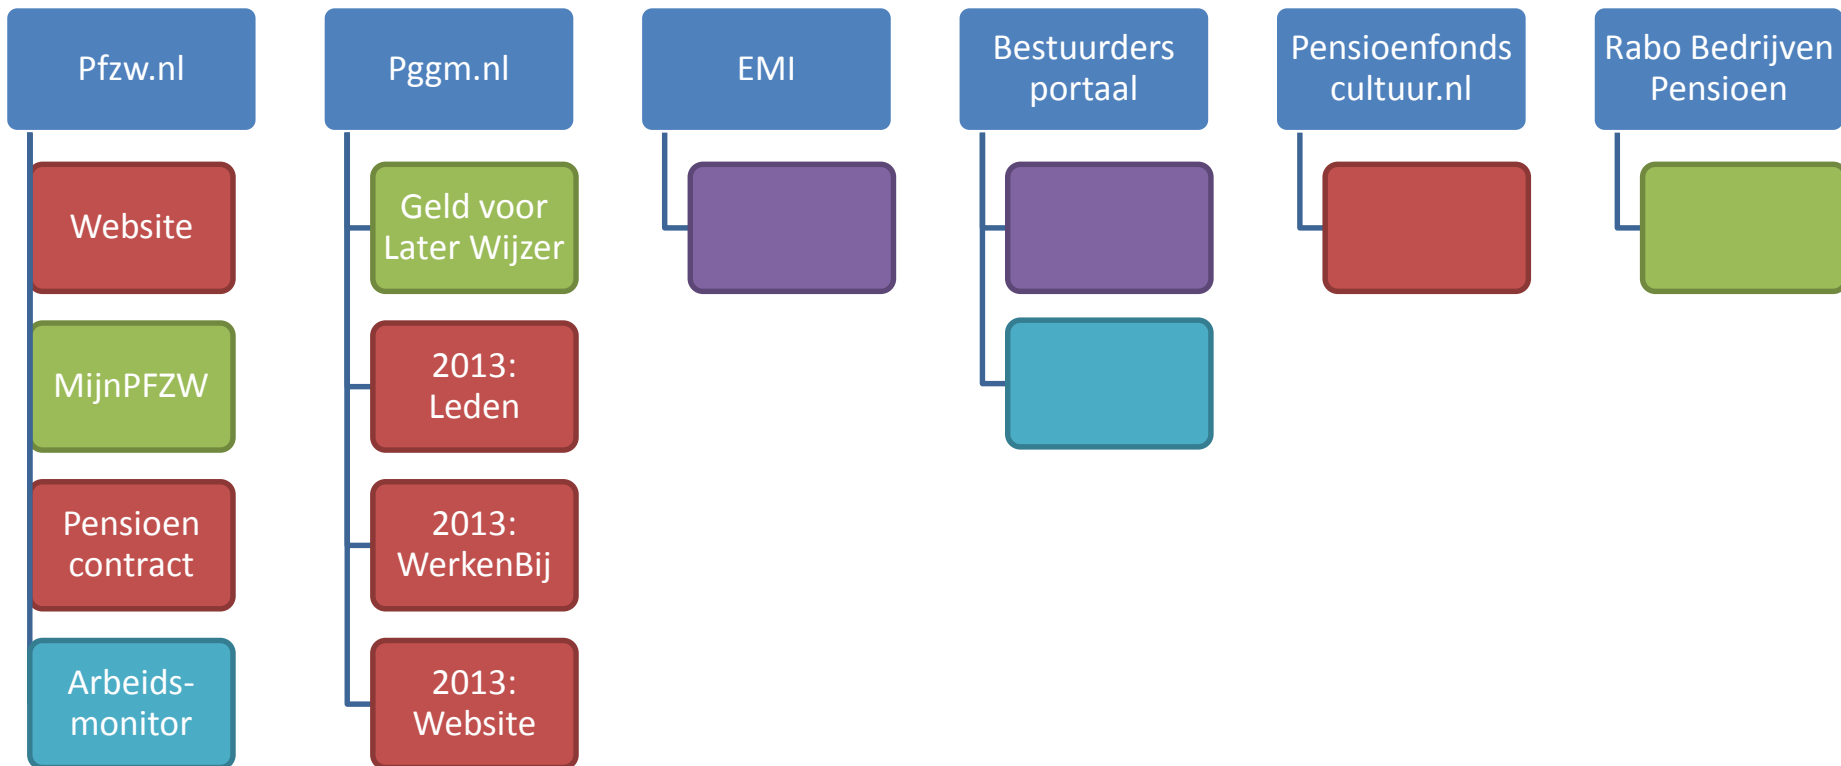 Pfzw.nl
Website
MijnPFZW
Pensioen
contract
Arbeids-
monitor
Pggm.nl
Geld voor
Later Wijzer
2013:
Leden
2013:
WerkenBij
2013:
Website
EMI
Bestuurders
portaal
Pensioenfonds
cultuur.nl
Rabo Bedrijven
Pensioen